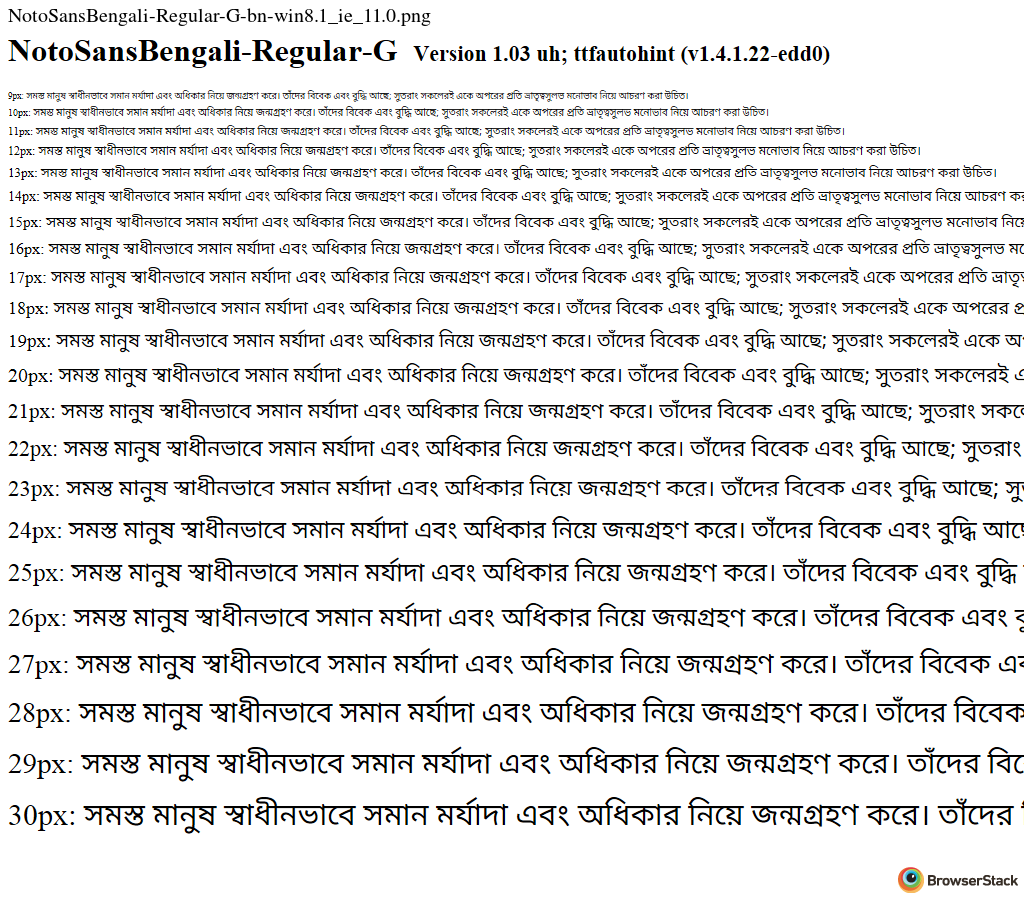 NotoSansBengali-Regular-G-bn-win8.1_ie_11.0.png
NotoSansBengali-Regular-G Version 1.03 uh; ttfautohint (v1.4.1.22-edd0)
9px: সমস্ত মানুষ স্বাধীনভাবে সমান মর্যাদা এবং অধিকার নিয়ে জন্মগ্রহণ করে। তাঁদের বিবেক এবং বুদ্ধি আছে; সুতরাং সকলেরই একে অপরের প্রতি ভ্রাতৃত্বসুলভ মনোভাব নিয়ে আচরণ করা উচিত।
10px: সমস্ত মানুষ স্বাধীনভাবে সমান মর্যাদা এবং অধিকার নিয়ে জন্মগ্রহণ করে। তাঁদের বিবেক এবং বুদ্ধি আছে; সুতরাং সকলেরই একে অপরের প্রতি ভ্রাতৃত্বসুলভ মনোভাব নিয়ে আচরণ করা উচিত।
11px: সমস্ত মানুষ স্বাধীনভাবে সমান মর্যাদা এবং অধিকার নিয়ে জন্মগ্রহণ করে। তাঁদের বিবেক এবং বুদ্ধি আছে; সুতরাং সকলেরই একে অপরের প্রতি ভ্রাতৃত্বসুলভ মনোভাব নিয়ে আচরণ করা উচিত।
12px: সমস্ত মানুষ স্বাধীনভাবে সমান মর্যাদা এবং অধিকার নিয়ে জন্মগ্রহণ করে। তাঁদের বিবেক এবং বুদ্ধি আছে; সুতরাং সকলেরই একে অপরের প্রতি ভ্রাতৃত্বসুলভ মনোভাব নিয়ে আচরণ করা উচিত।
13px: সমস্ত মানুষ স্বাধীনভাবে সমান মর্যাদা এবং অধিকার নিয়ে জন্মগ্রহণ করে। তাঁদের বিবেক এবং বুদ্ধি আছে; সুতরাং সকলেরই একে অপরের প্রতি ভ্রাতৃত্বসুলভ মনোভাব নিয়ে আচরণ করা উচিত।
14px: সমস্ত মানুষ স্বাধীনভাবে সমান মর্যাদা এবং অধিকার নিয়ে জন্মগ্রহণ করে। তাঁদের বিবেক এবং বুদ্ধি আছে; সুতরাং সকলেরই একে অপরের প্রতি ভ্রাতৃত্বসুলভ মনোভাব নিয়ে আচরণ
15px: সমস্ত মানুষ স্বাধীনভাবে সমান মর্যাদা এবং অধিকার নিয়ে জন্মগ্রহণ করে। তাঁদের বিবেক এবং বুদ্ধি আছে; সুতরাং সকলেরই একে অপরের প্রতি ভ্রাতৃত্বসুলভ মনোভাব
16px: সমস্ত মানুষ স্বাধীনভাবে সমান মর্যাদা এবং অধিকার নিয়ে জন্মগ্রহণ করে। তাঁদের বিবেক এবং বুদ্ধি আছে; সুতরাং সকলেরই একে অপরের প্রতি ভ্রাতৃত্বসুলভ
17px: সমস্ত মানুষ স্বাধীনভাবে সমান মর্যাদা এবং অধিকার নিয়ে জন্মগ্রহণ করে। তাঁদের বিবেক এবং বুদ্ধি আছে; সুতরাং সকলেরই একে অপরের প্রতি
18px: সমস্ত মানুষ স্বাধীনভাবে সমান মর্যাদা এবং অধিকার নিয়ে জন্মগ্রহণ করে। তাঁদের বিবেক এবং বুদ্ধি আছে; সুতরাং সকলেরই একে অপরের
19px: সমস্ত মানুষ স্বাধীনভাবে সমান মর্যাদা এবং অধিকার নিয়ে জন্মগ্রহণ করে। তাঁদের বিবেক এবং বুদ্ধি আছে; সুতরাং সকলেরই একে
20px: সমস্ত মানুষ স্বাধীনভাবে সমান মর্যাদা এবং অধিকার নিয়ে জন্মগ্রহণ করে। তাঁদের বিবেক এবং বুদ্ধি আছে; সুতরাং সকলেরই
21px: সমস্ত মানুষ স্বাধীনভাবে সমান মর্যাদা এবং অধিকার নিয়ে জন্মগ্রহণ করে। তাঁদের বিবেক এবং বুদ্ধি আছে; সুতরাং
22px: সমস্ত মানুষ স্বাধীনভাবে সমান মর্যাদা এবং অধিকার নিয়ে জন্মগ্রহণ করে। তাঁদের বিবেক এবং বুদ্ধি আছে; সুতরাং
23px: সমস্ত মানুষ স্বাধীনভাবে সমান মর্যাদা এবং অধিকার নিয়ে জন্মগ্রহণ করে। তাঁদের বিবেক এবং বুদ্ধি আছে;
24px: সমস্ত মানুষ স্বাধীনভাবে সমান মর্যাদা এবং অধিকার নিয়ে জন্মগ্রহণ করে। তাঁদের বিবেক এবং বুদ্ধি আছে
25px: সমস্ত মানুষ স্বাধীনভাবে সমান মর্যাদা এবং অধিকার নিয়ে জন্মগ্রহণ করে। তাঁদের বিবেক এবং বুদ্ধি
26px: সমস্ত মানুষ স্বাধীনভাবে সমান মর্যাদা এবং অধিকার নিয়ে জন্মগ্রহণ করে। তাঁদের বিবেক এবং
27px: সমস্ত মানুষ স্বাধীনভাবে সমান মর্যাদা এবং অধিকার নিয়ে জন্মগ্রহণ করে। তাঁদের বিবেক
28px: সমস্ত মানুষ স্বাধীনভাবে সমান মর্যাদা এবং অধিকার নিয়ে জন্মগ্রহণ করে। তাঁদের বিবেক
29px: সমস্ত মানুষ স্বাধীনভাবে সমান মর্যাদা এবং অধিকার নিয়ে জন্মগ্রহণ করে। তাঁদের
30px: সমস্ত মানুষ স্বাধীনভাবে সমান মর্যাদা এবং অধিকার নিয়ে জন্মগ্রহণ করে। তাঁদের
BrowserStack